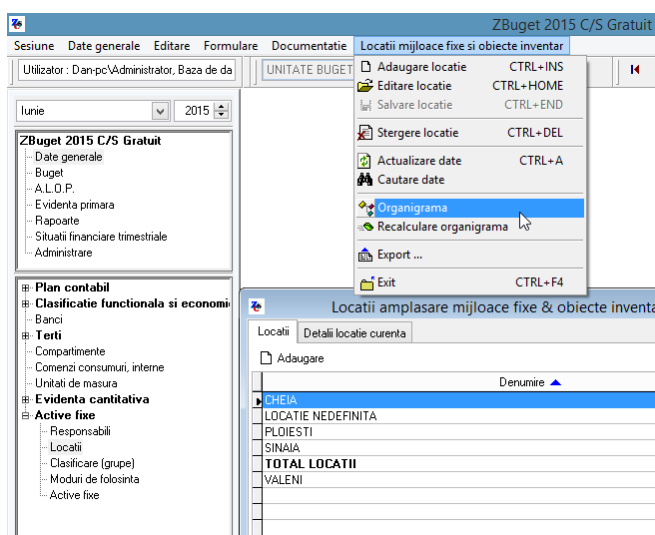 ZBuget 2015 C/S Gratuit
Sesiune Date generale Editare Formulare Documentatie Locatii mijloace fixe si obiecte inventar
Utilizator : Dan-pc\Administrator, Baza de da
UNITATE BUGET
Adaugare locatie CTRL+INS
Editare locatie CTRL+HOME
Salvare locatie CTRL+END
Stergere locatie CTRL+DEL
Actualizare date CTRL+A
Cautare date
Organigrama
Recalculare organigrama
Export ...
Exit CTRL+F4
Iunie 2015
ZBuget 2015 C/S Gratuit
Date generale
Buget
A.L.O.P.
Evidenta primara
Rapoarte
Situatii financiare trimestriale
Administrare
Plan contabil
Clasificatie functionala si economi
Banci
Terti
Compartimente
Comenzi consumuri, interne
Unitati de masura
Evidenta cantitativa
Active fixe
Responsabili
Locatii
Clasificare (grupe)
Moduri de folosinta
Active fixe
Locatii amplasare mijloace fixe & obiecte inventa
Locatii Detalii locatie curenta
Adaugare
Denumire
CHEIA
LOCATIE NEDEFINITA
PLOIESTI
SINAIA
TOTAL LOCATII
VALENI